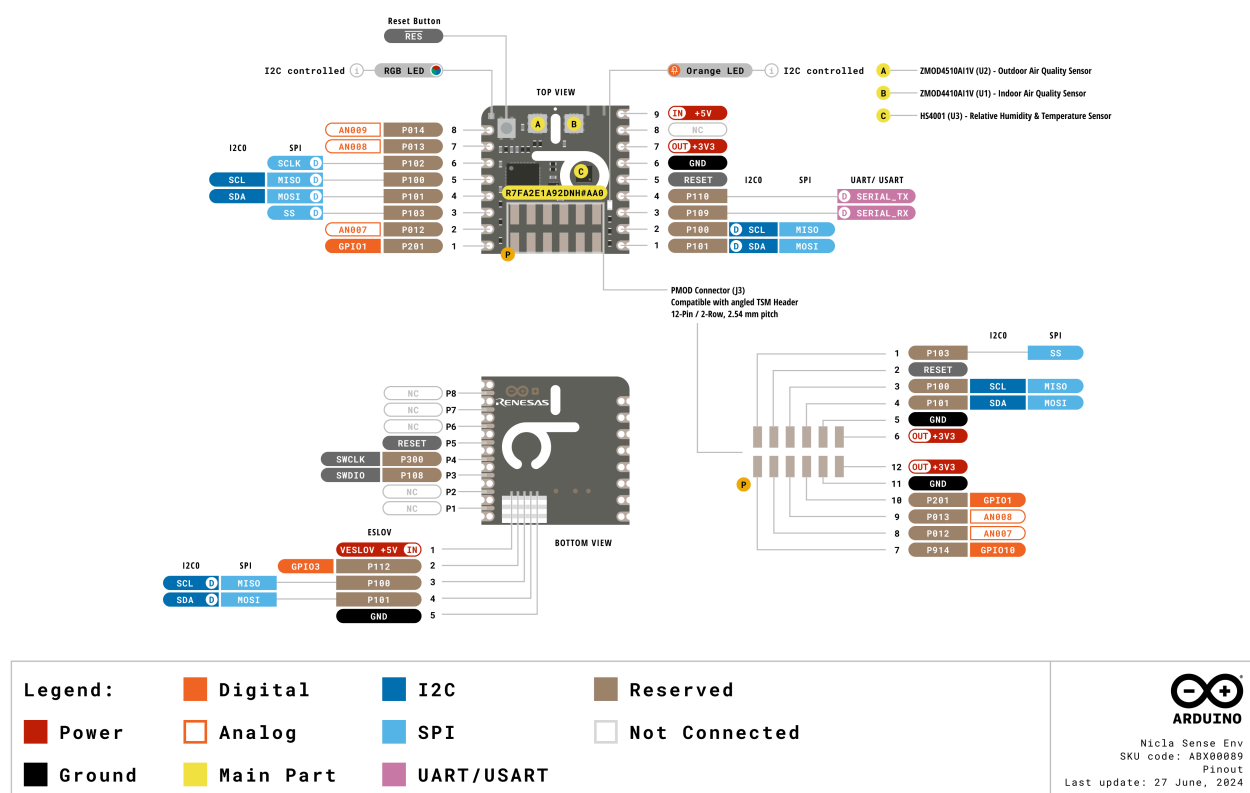 Reset Button
RES
I2C controlled i RGB LED
Orange LED i I2C controlled
A ZMOD4510AI1V (U2) - Outdoor Air Quality Sensor
B ZMOD4410AI1V (U1) - Indoor Air Quality Sensor
C HS4001 (U3) - Relative Humidity & Temperature Sensor
TOP VIEW
A B
C
R7FA2E1A92DNH#AA0
P
I2C0 SPI
AN009 P014 8
AN008 P013 7
SCLK D P102 6
SCL MISO D P100 5
SDA MOSI D P101 4
SS D P103 3
AN007 P012 2
GPIO1 P201 1
9 IN +5V
8 NC
7 OUT +3V3
6 GND
5 RESET I2C0 SPI UART/ USART
4 P110 D SERIAL_TX
3 P109 D SERIAL_RX
2 P100 D SCL MISO
1 P101 D SDA MOSI
PMOD Connector (J3)
Compatible with angled TSM Header
12-Pin / 2-Row, 2.54 mm pitch
I2C0 SPI
1 P103 SS
2 RESET
3 P100 SCL MISO
4 P101 SDA MOSI
5 GND
6 OUT +3V3
12 OUT +3V3
11 GND
10 P201 GPIO1
9 P013 AN008
8 P012 AN007
7 P914 GPIO10
P
NC P8
NC P7
NC P6
RESET P5
SWCLK P300 P4
SWDIO P108 P3
NC P2
NC P1
RENESAS
BOTTOM VIEW
ESLOV
VESLOV +5V IN 1
I2C0 SPI
GPIO3 P112 2
SCL D MISO P100 3
SDA D MOSI P101 4
GND 5
Legend:
Power
Ground
Digital
Analog
Main Part
I2C
SPI
UART/USART
Reserved
Not Connected
ARDUINO
Nicla Sense Env
SKU code: ABX00089
Pinout
Last update: 27 June, 2024